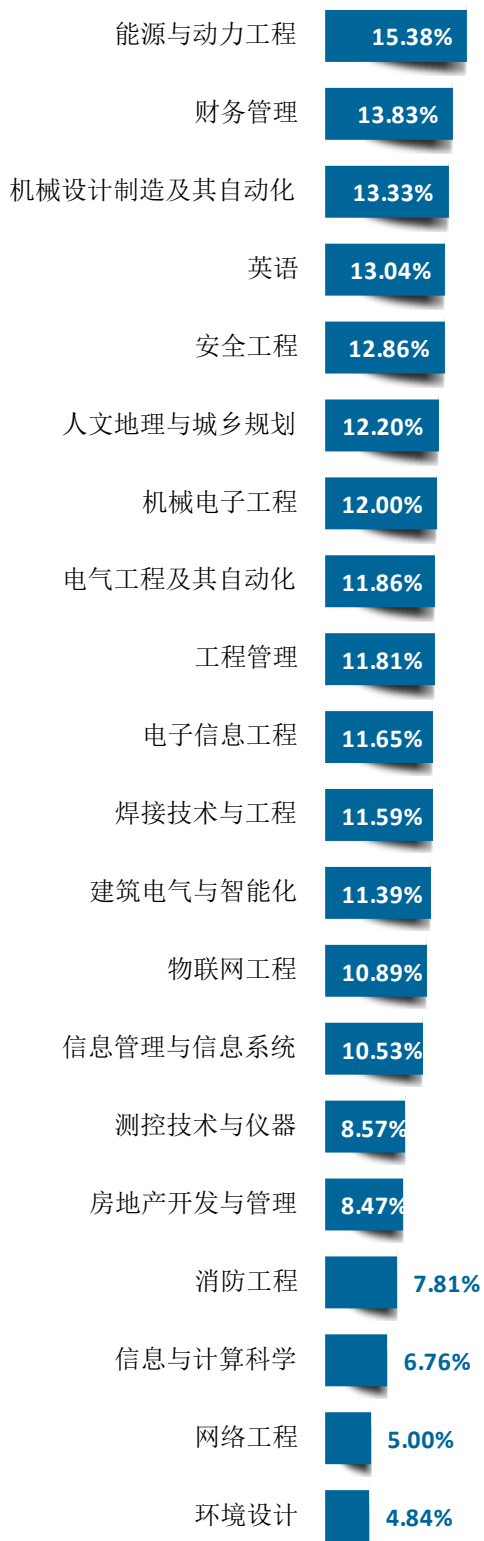 能源与动力工程 15.38%
财务管理 13.83%
机械设计制造及其自动化 13.33%
英语 13.04%
安全工程 12.86%
人文地理与城乡规划 12.20%
机械电子工程 12.00%
电气工程及其自动化 11.86%
工程管理 11.81%
电子信息工程 11.65%
焊接技术与工程 11.59%
建筑电气与智能化 11.39%
物联网工程 10.89%
信息管理与信息系统 10.53%
测控技术与仪器 8.57%
房地产开发与管理 8.47%
消防工程 7.81%
信息与计算科学 6.76%
网络工程 5.00%
环境设计 4.84%